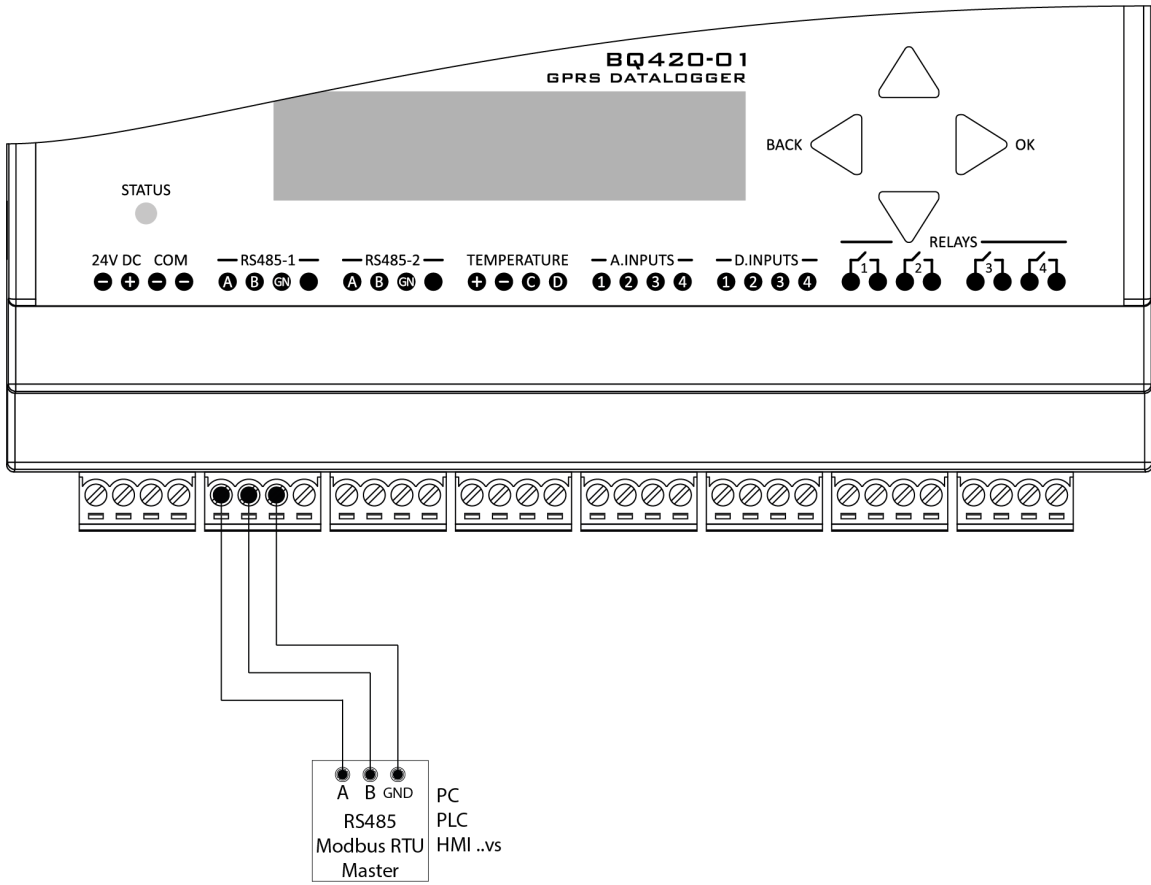 BQ420-01
GPRS DATALOGGER
BACK
OK
STATUS
RELAYS
24V DC COM
RS485-1
RS485-2
TEMPERATURE
A.INPUTS
D.INPUTS
1 2 3 4
− + − −
A B GN
A B GN
+ − C D
1 2 3 4
1 2 3 4
A B GND
RS485
Modbus RTU
Master
PC
PLC
HMI ..vs